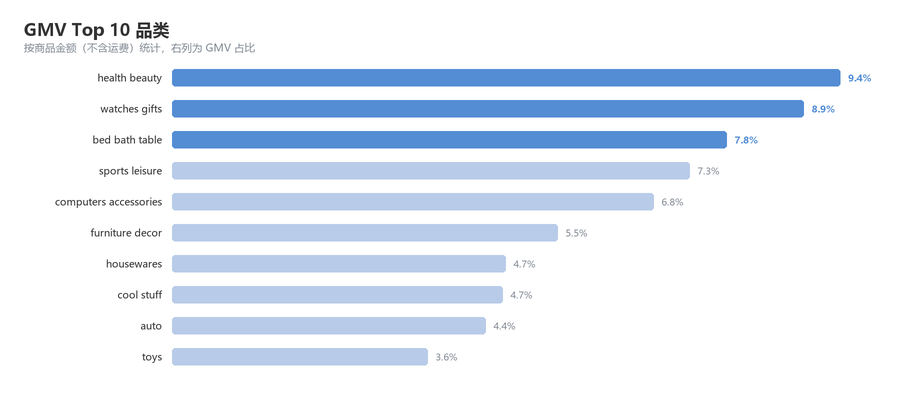 GMV Top 10 品类
按商品金额（不含运费）统计，右列为 GMV 占比
health beauty 9.4%
watches gifts 8.9%
bed bath table 7.8%
sports leisure 7.3%
computers accessories 6.8%
furniture decor 5.5%
housewares 4.7%
cool stuff 4.7%
auto 4.4%
toys 3.6%